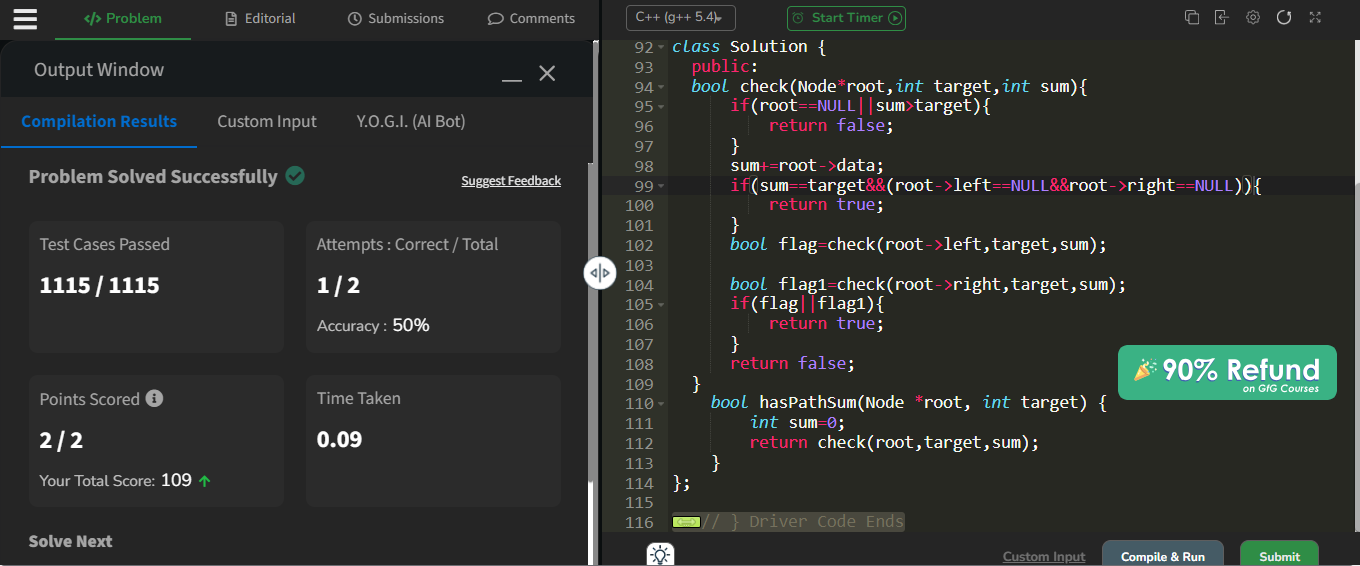 Problem
Editorial
Submissions
Comments
Output Window
Compilation Results
Custom Input
Y.O.G.I. (AI Bot)
Problem Solved Successfully
Suggest Feedback
Test Cases Passed
1115 / 1115
Attempts : Correct / Total
1 / 2
Accuracy : 50%
Points Scored
2 / 2
Your Total Score: 109
Time Taken
0.09
Solve Next
C++ (g++ 5.4)
Start Timer
92 class Solution {
93 public:
94 bool check(Node*root,int target,int sum){
95 if(root==NULL||sum>target){
96 return false;
97 }
98 sum+=root->data;
99 if(sum==target&&(root->left==NULL&&root->right==NULL)){
100 return true;
101 }
102 bool flag=check(root->left,target,sum);
103
104 bool flag1=check(root->right,target,sum);
105 if(flag||flag1){
106 return true;
107 }
108 return false;
109 }
110 bool hasPathSum(Node *root, int target) {
111 int sum=0;
112 return check(root,target,sum);
113 }
114 };
115
116 // } Driver Code Ends
90% Refund
on GfG Courses
Custom Input
Compile & Run
Submit